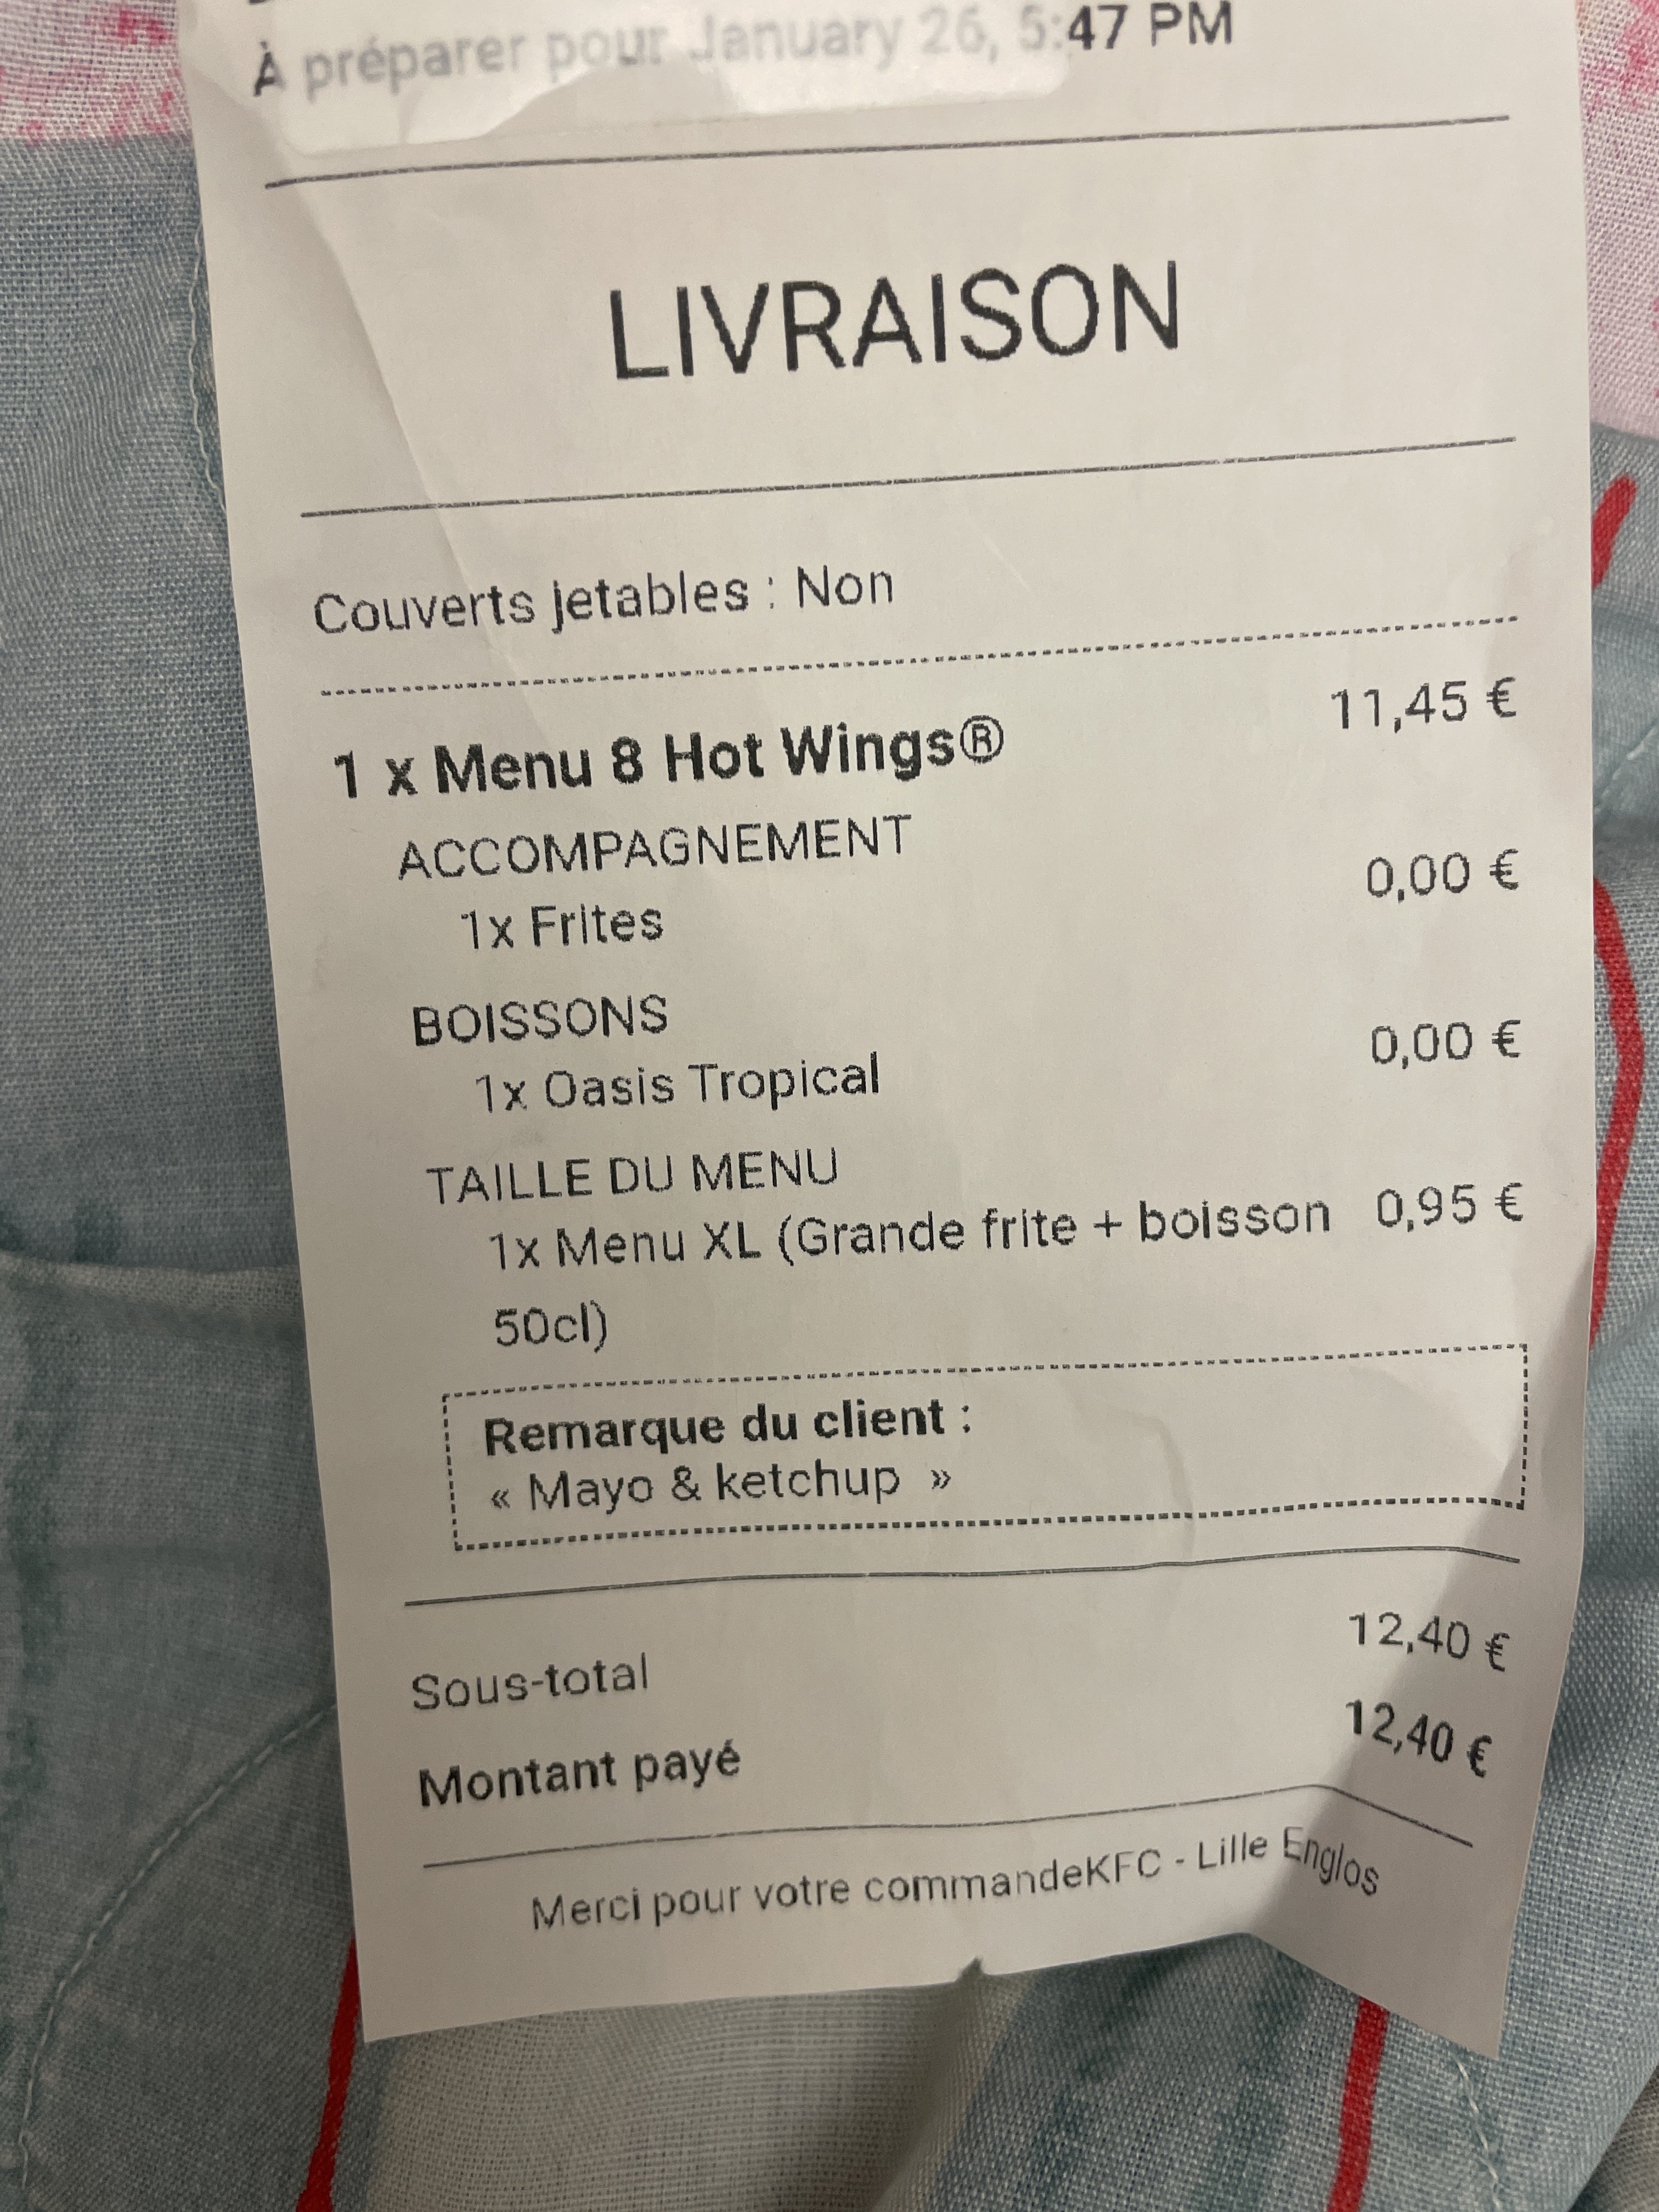 À préparer pour January 26, 5:47 PM
LIVRAISON
Couverts jetables : Non
1 x Menu 8 Hot Wings® 11,45 €
ACCOMPAGNEMENT
1x Frites 0,00 €
BOISSONS
1x Oasis Tropical 0,00 €
TAILLE DU MENU
1x Menu XL (Grande frite + boisson 0,95 €
50cl)
Remarque du client :
« Mayo & ketchup »
Sous-total 12,40 €
Montant payé 12,40 €
Merci pour votre commandeKFC - Lille Englos